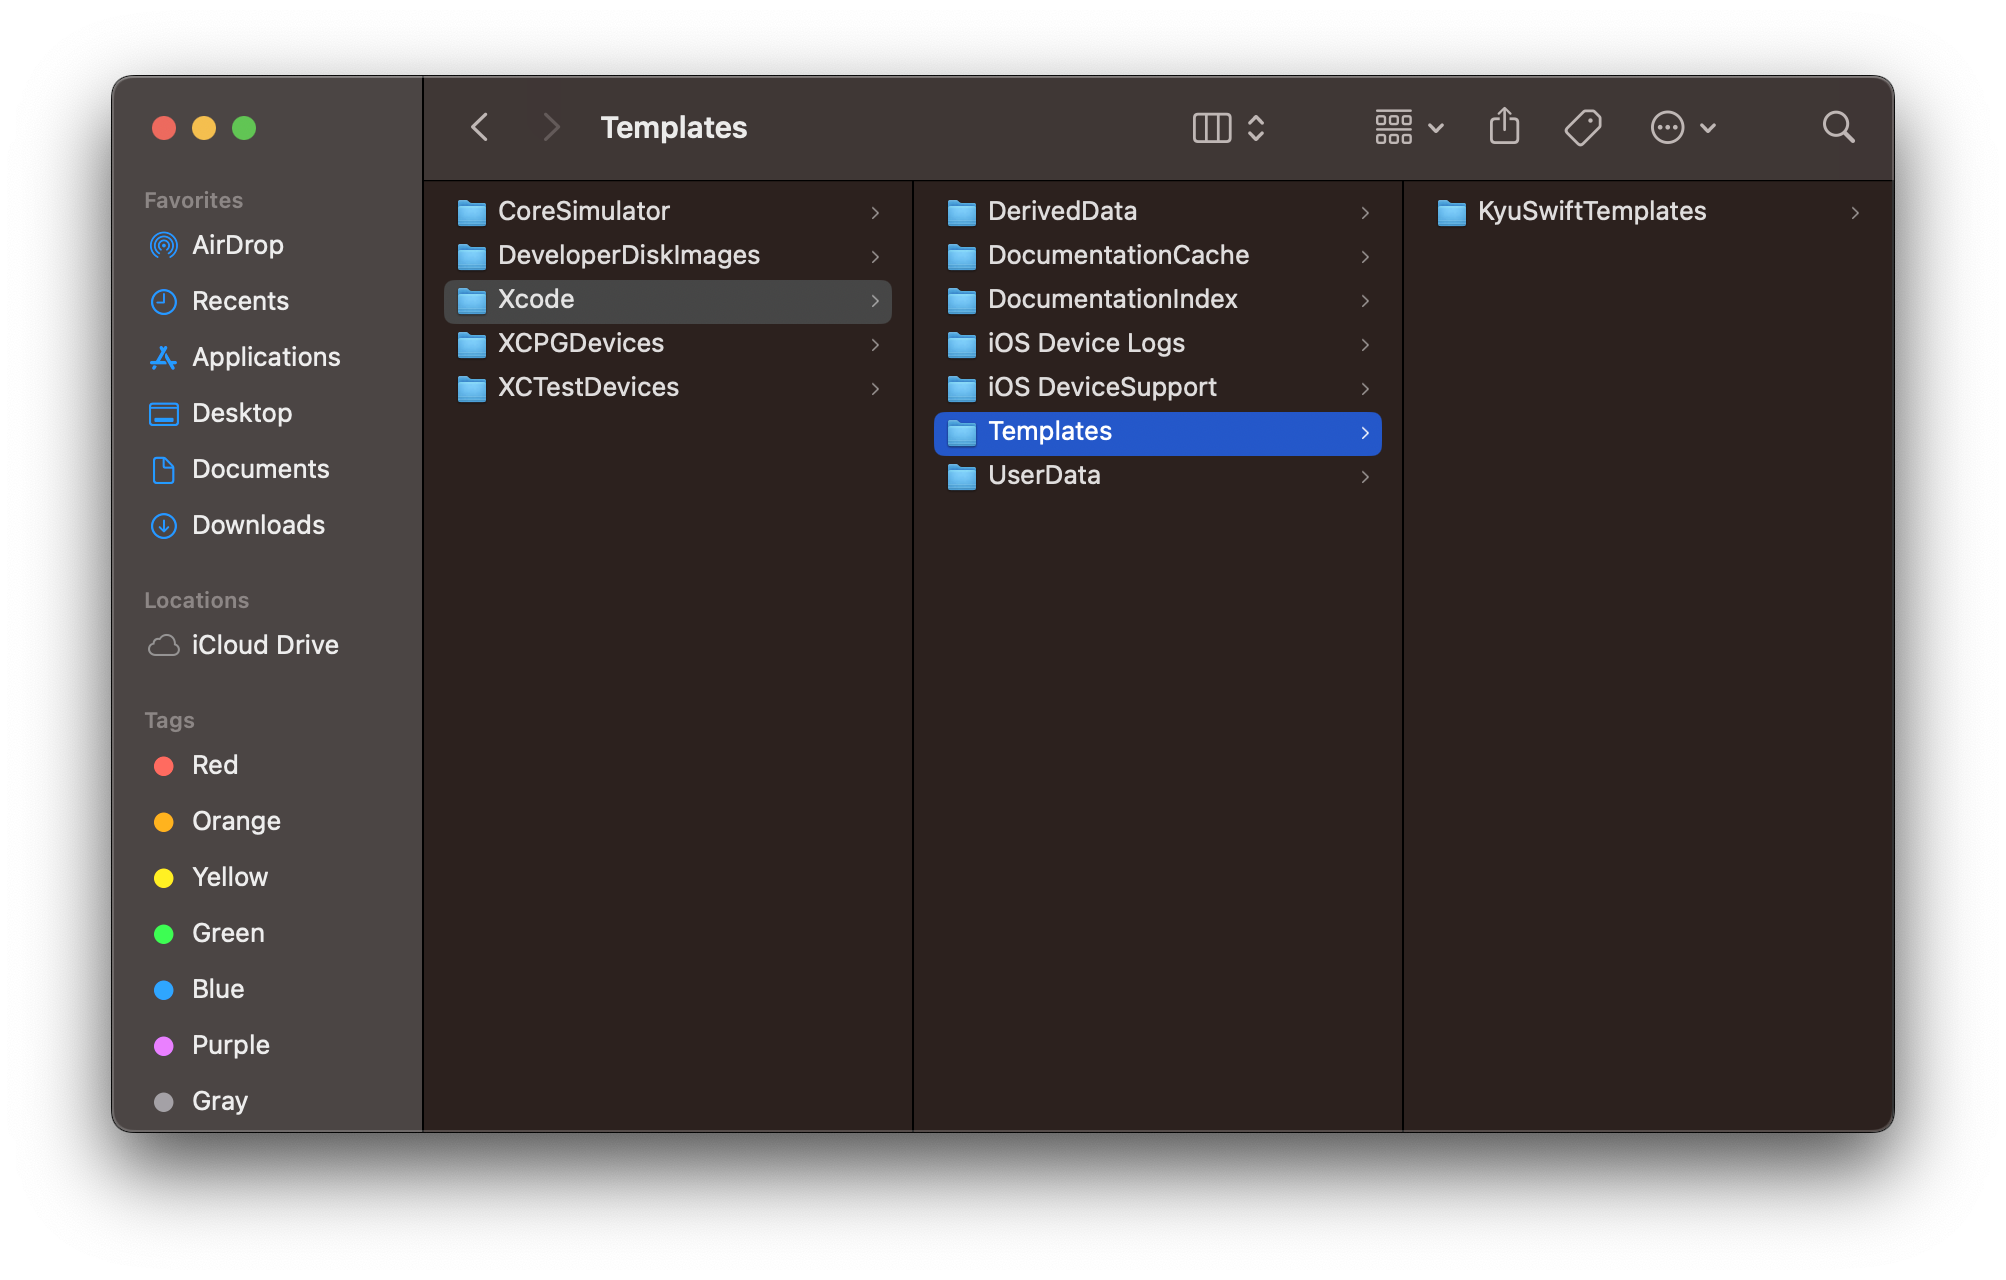 Templates
Favorites
AirDrop
Recents
Applications
Desktop
Documents
Downloads
Locations
iCloud Drive
Tags
Red
Orange
Yellow
Green
Blue
Purple
Gray
CoreSimulator
DeveloperDiskImages
Xcode
XCPGDevices
XCTestDevices
DerivedData
DocumentationCache
DocumentationIndex
iOS Device Logs
iOS DeviceSupport
Templates
UserData
KyuSwiftTemplates